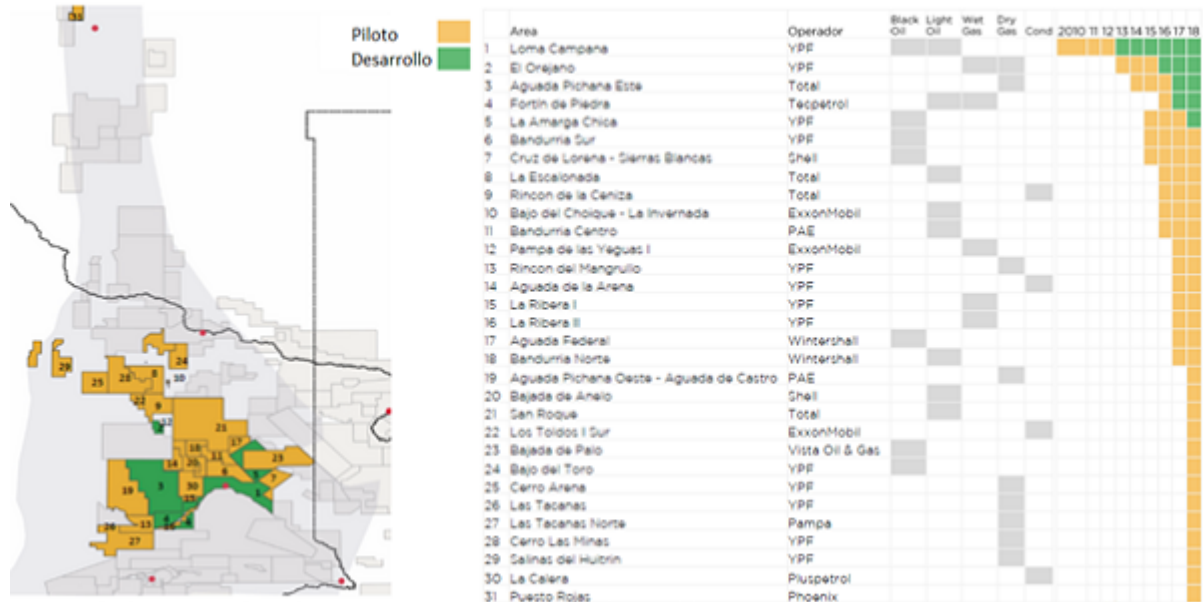 Piloto
Desarrollo
Area Operador Black Oil Light Oil Wet Gas Dry Gas Cond 2010 11 12 13 14 15 16 17 18
1 Loma Campana YPF
2 El Orejano YPF
3 Aguada Pichana Este Total
4 Fortín de Piedra Tecpetrol
5 La Amarga Chica YPF
6 Bandurria Sur YPF
7 Cruz de Lorena - Sierras Blancas Shell
8 La Escalonada Total
9 Rincon de la Ceniza Total
10 Bajo del Choique - La Invernada ExxonMobil
11 Bandurria Centro PAE
12 Pampa de las Yeguas I ExxonMobil
13 Rincon del Mangrullo YPF
14 Aguada de la Arena YPF
15 La Ribera I YPF
16 La Ribera II YPF
17 Aguada Federal Wintershall
18 Bandurria Norte Wintershall
19 Aguada Pichana Oeste - Aguada de Castro PAE
20 Bajada de Anelo Shell
21 San Roque Total
22 Los Toldos I Sur ExxonMobil
23 Bajada de Palo Vista Oil & Gas
24 Bajo del Toro YPF
25 Cerro Arena YPF
26 Las Tacanas YPF
27 Las Tacanas Norte Pampa
28 Cerro Las Minas YPF
29 Salinas del Huitrin YPF
30 La Calera Pluspetrol
31 Puesto Rojas Phoenix
31
29
24
25 28 8 10
22 9
21
18 17
11 23
14 20 6
19 3 30 5 7
15 1
13
26
27